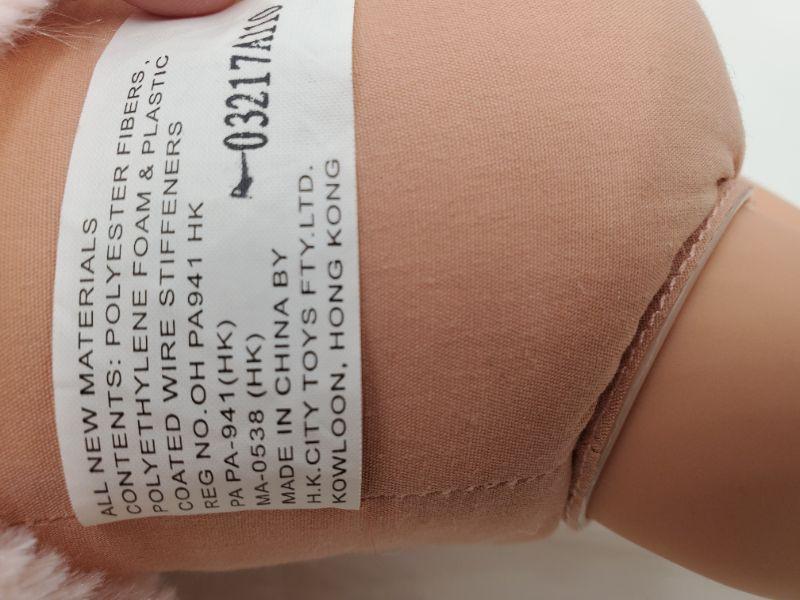 ALL NEW MATERIALS
CONTENTS: POLYESTER FIBERS,
POLYETHYLENE FOAM & PLASTIC
COATED WIRE STIFFENERS
REG NO.OH PA941 HK
PA PA-941(HK)
MA-0538 (HK)
MADE IN CHINA BY
H.K.CITY TOYS FTY.LTD.
KOWLOON, HONG KONG
03217A110